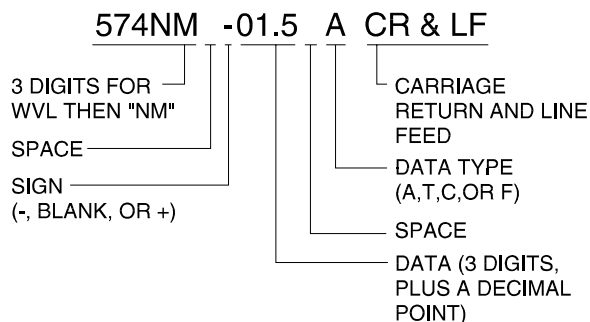 574NM -01.5 A CR & LF
3 DIGITS FOR
WVL THEN "NM"
SPACE
SIGN
(-, BLANK, OR +)
CARRIAGE
RETURN AND LINE
FEED
DATA TYPE
(A,T,C,OR F)
SPACE
DATA (3 DIGITS,
PLUS A DECIMAL
POINT)